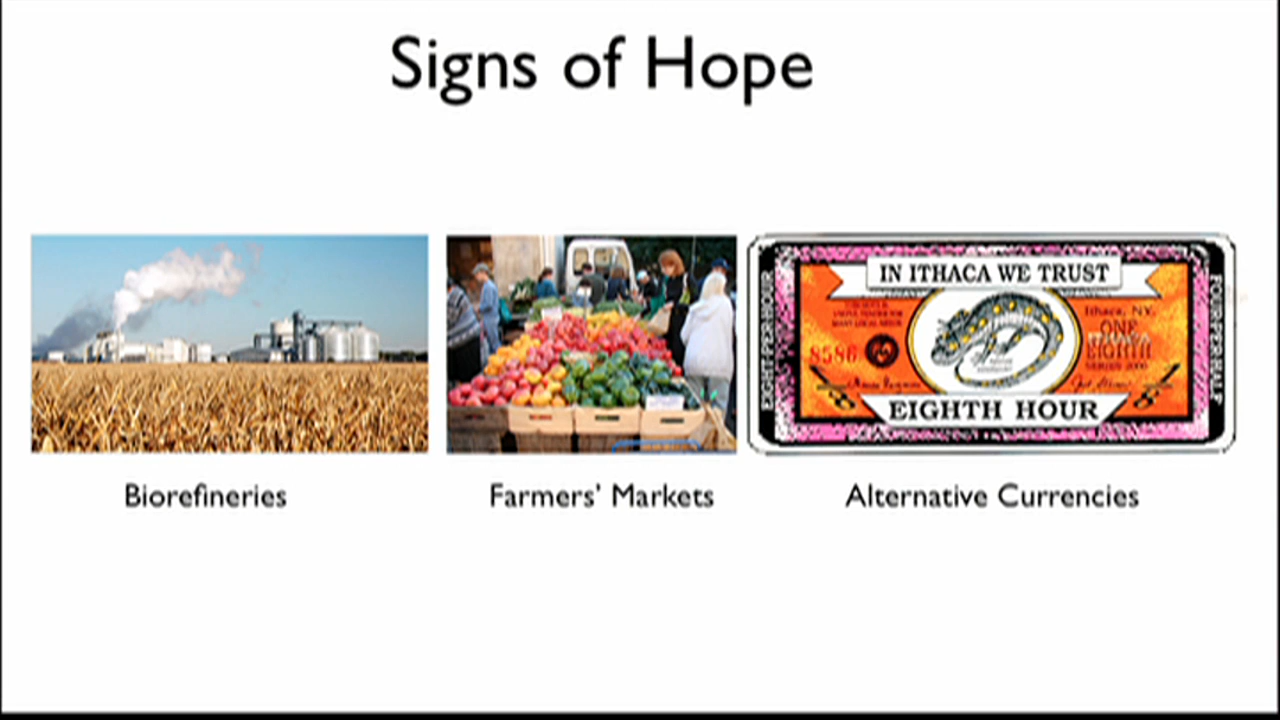 Signs of Hope
IN ITHACA WE TRUST
EIGHT-PER-HOUR
FOUR-PER-HALF
Ithaca, NY.
ONE
EIGHTH
8586
SERIES 2000
EIGHTH HOUR
Biorefineries
Farmers' Markets
Alternative Currencies